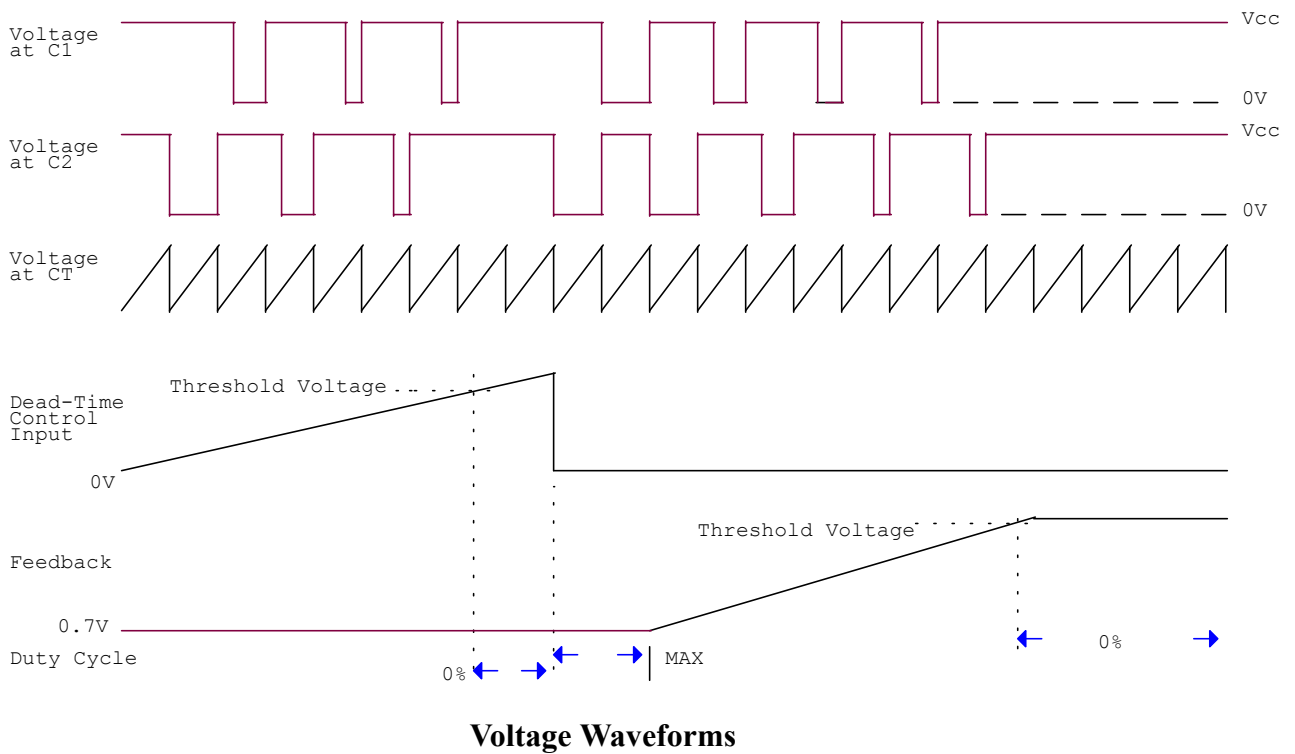 Voltage
at C1
Vcc
0V
Voltage
at C2
Vcc
0V
Voltage
at CT
Threshold Voltage
Dead-Time
Control
Input
0V
Threshold Voltage
Feedback
0.7V
Duty Cycle
0%
MAX
0%
Voltage Waveforms